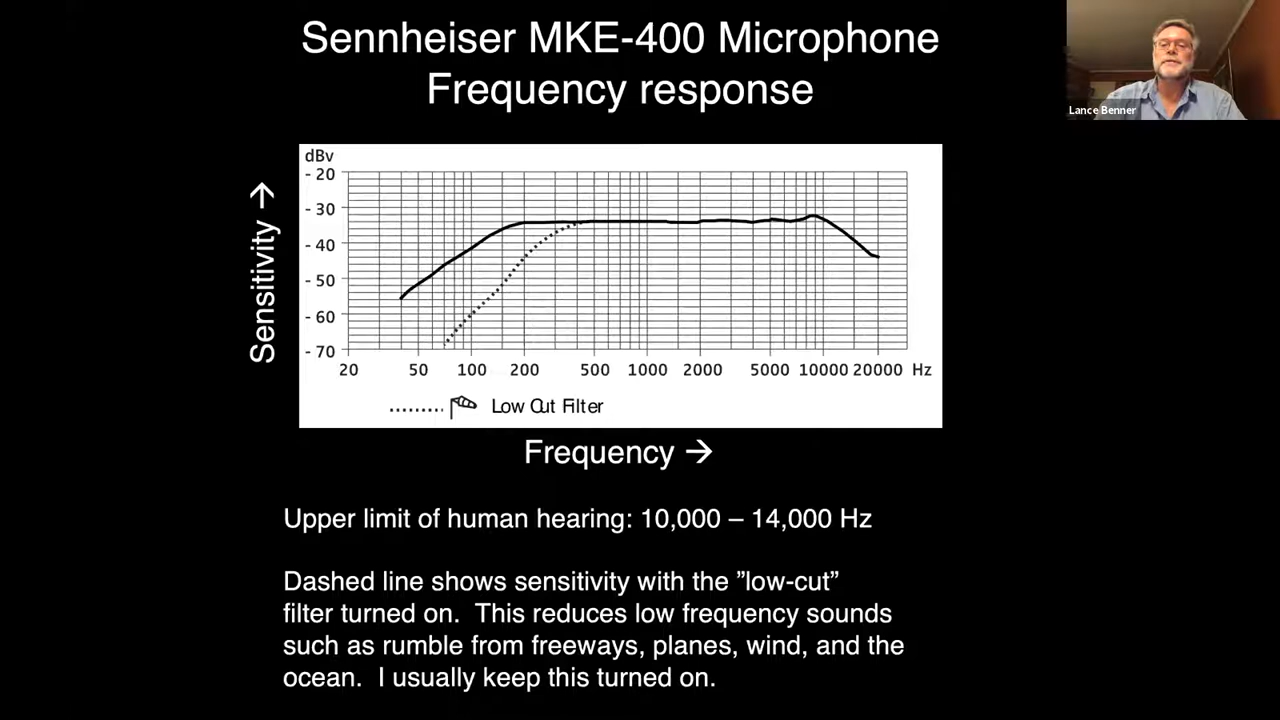 Sennheiser MKE-400 Microphone
Frequency response
Lance Benner
dBv
- 20
- 30
- 40
- 50
- 60
- 70
Sensitivity →
20 50 100 200 500 1000 2000 5000 10000 20000 Hz
Low Cut Filter
Frequency →
Upper limit of human hearing: 10,000 – 14,000 Hz
Dashed line shows sensitivity with the ”low-cut”
filter turned on.  This reduces low frequency sounds
such as rumble from freeways, planes, wind, and the
ocean.  I usually keep this turned on.